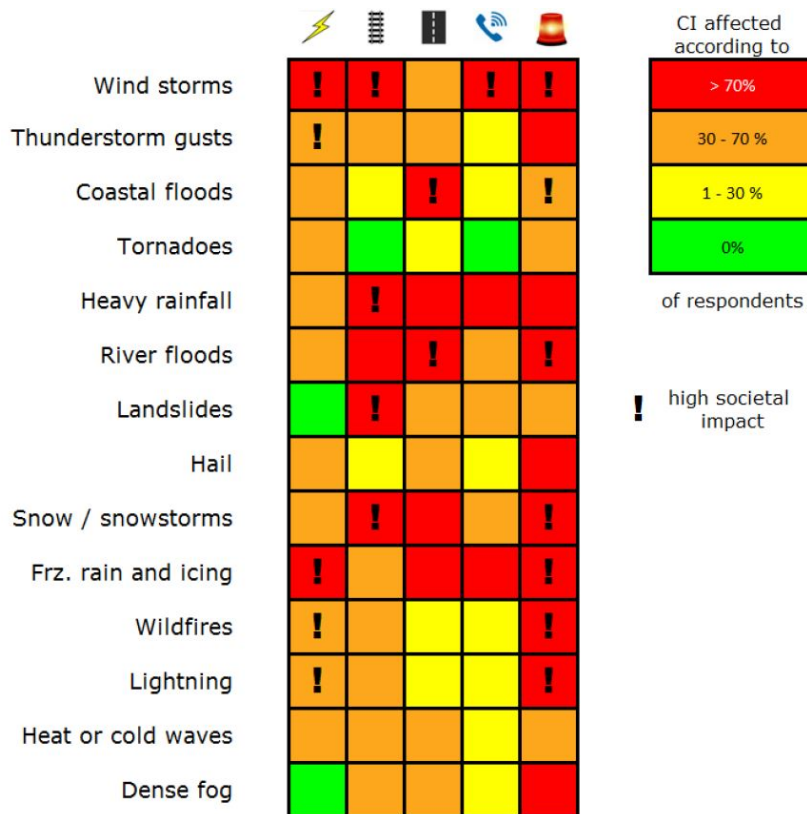 CI affected
according to
Wind storms
! ! ! !
> 70%
Thunderstorm gusts
!
30 - 70 %
Coastal floods
! !
1 - 30 %
Tornadoes
0%
Heavy rainfall
!
of respondents
River floods
! !
Landslides
!
! high societal
impact
Hail
Snow / snowstorms
! !
Frz. rain and icing
! !
Wildfires
! !
Lightning
! !
Heat or cold waves
Dense fog